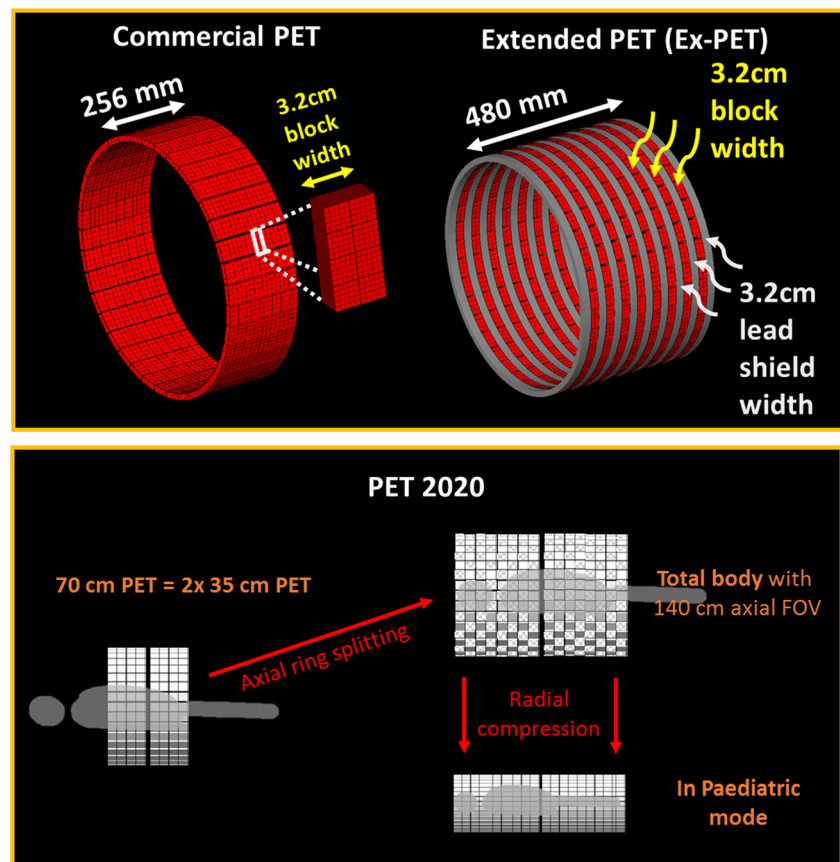 Commercial PET
256 mm
3.2cm
block
width
Extended PET (Ex-PET)
480 mm
3.2cm
block
width
3.2cm
lead
shield
width
PET 2020
70 cm PET = 2x 35 cm PET
Axial ring splitting
Total body with
140 cm axial FOV
Radial
compression
In Paediatric
mode